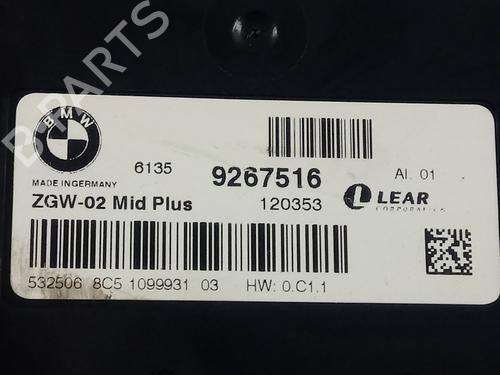 B-PARTS
BMW
6135 9267516 AI. 01
MADE IN GERMANY
ZGW-02 Mid Plus 120353 LEAR
CORPORATION
532506 8C5 1099931 03 HW: 0.C1.1